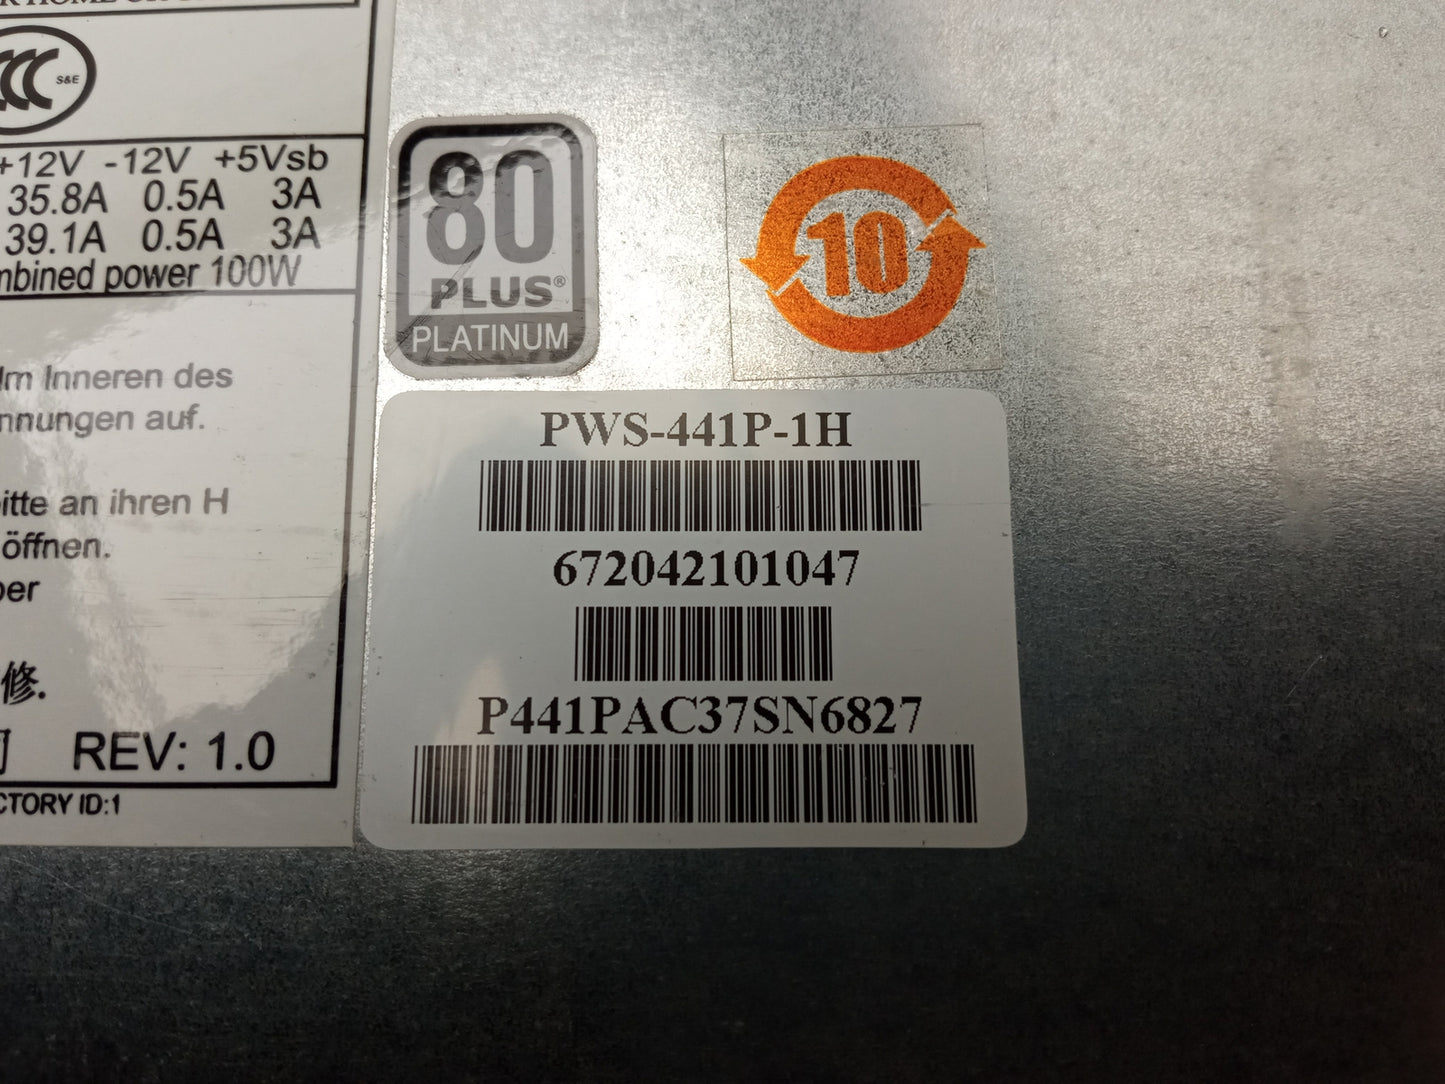 CCC S&E
+12V -12V +5Vsb
35.8A 0.5A 3A
39.1A 0.5A 3A
mbined power 100W
Im Inneren des
nnungen auf.
itte an ihren H
öffnen.
ber
修.
REV: 1.0
CTORY ID:1
80
PLUS®
PLATINUM
10
PWS-441P-1H
672042101047
P441PAC37SN6827